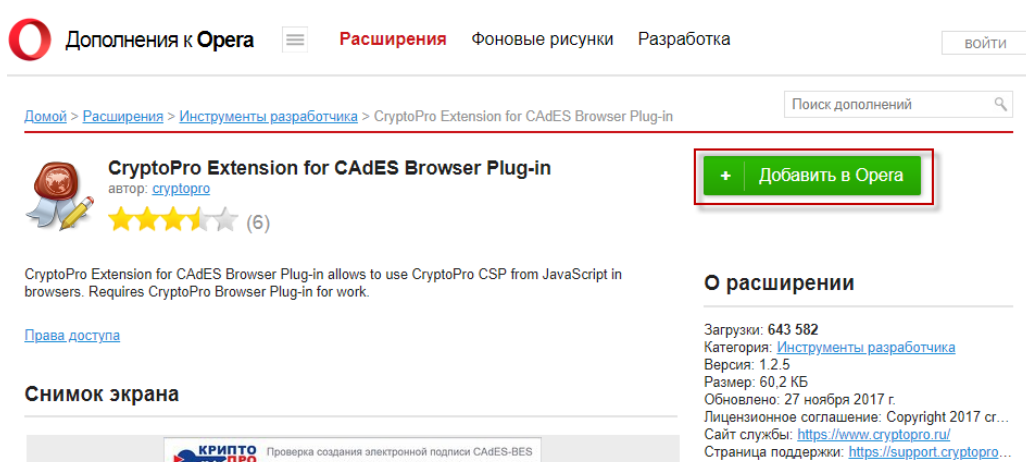 Дополнения к Opera
Расширения
Фоновые рисунки
Разработка
войти
Домой > Расширения > Инструменты разработчика > CryptoPro Extension for CAdES Browser Plug-in
Поиск дополнений
CryptoPro Extension for CAdES Browser Plug-in
автор: cryptopro
(6)
+ Добавить в Opera
CryptoPro Extension for CAdES Browser Plug-in allows to use CryptoPro CSP from JavaScript in
browsers. Requires CryptoPro Browser Plug-in for work.
Права доступа
О расширении
Загрузки: 643 582
Категория: Инструменты разработчика
Версия: 1.2.5
Размер: 60,2 КБ
Обновлено: 27 ноября 2017 г.
Лицензионное соглашение: Copyright 2017 cr...
Сайт службы: https://www.cryptopro.ru/
Страница поддержки: https://support.cryptopro...
Снимок экрана
КРИПТО
ПРО
Проверка создания электронной подписи CAdES-BES